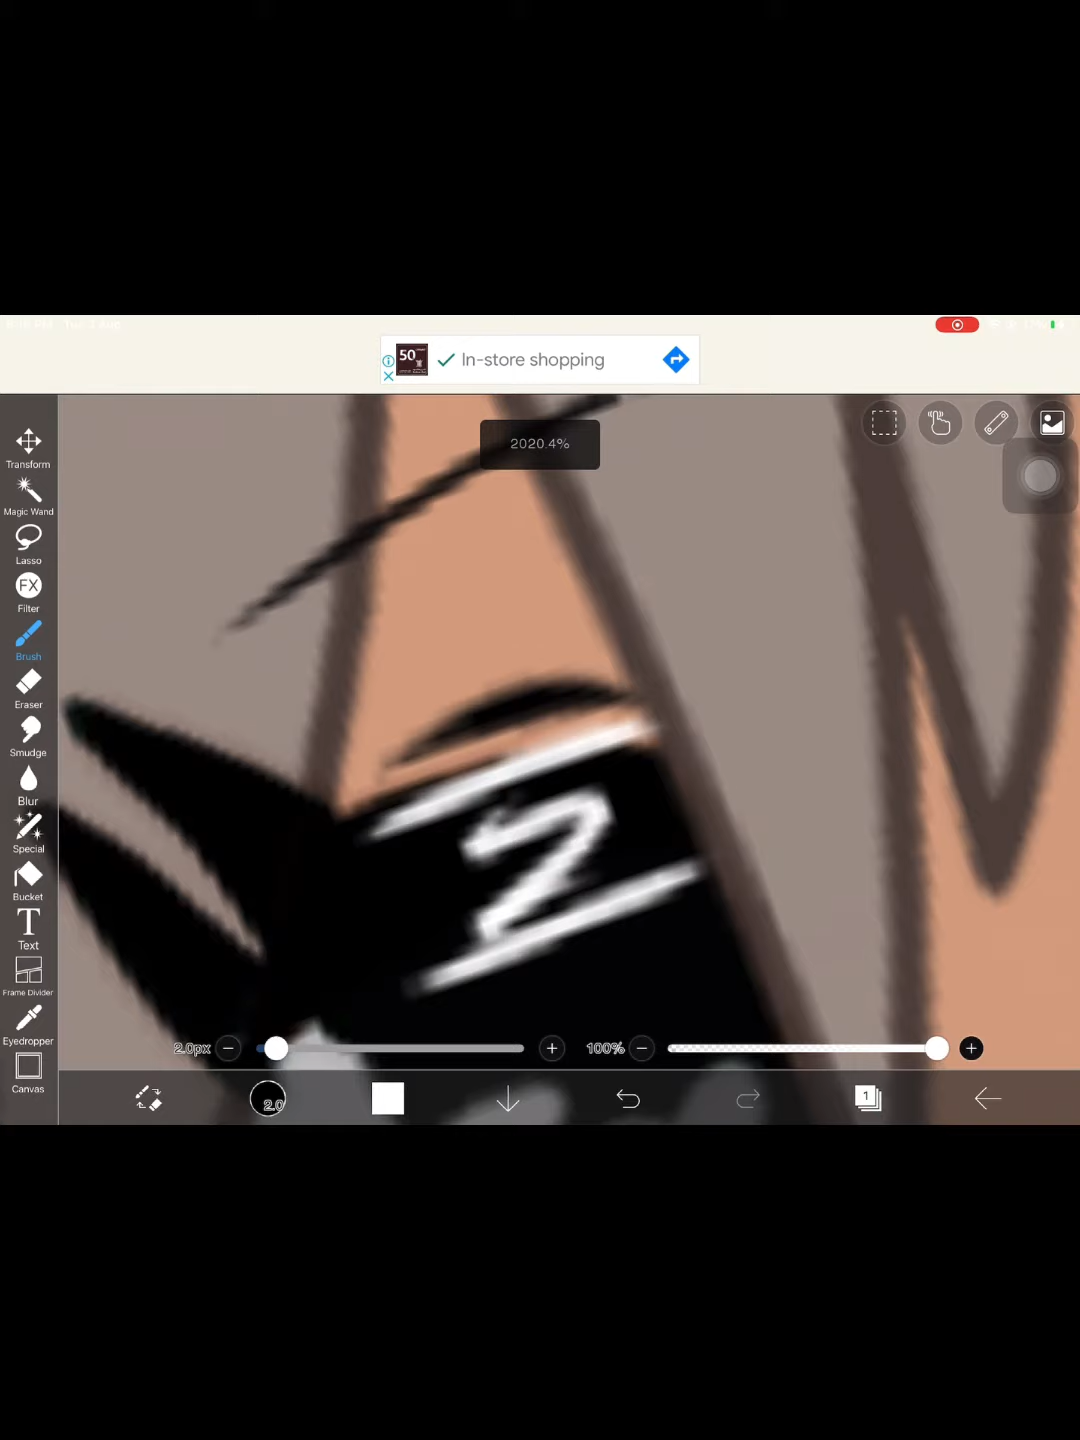 50
In-store shopping
2020.4%
Transform
Magic Wand
Lasso
FX
Filter
Brush
Eraser
Smudge
Blur
Special
Bucket
T
Text
Frame Divider
Eyedropper
Canvas
2.0px
100%
2.0
1